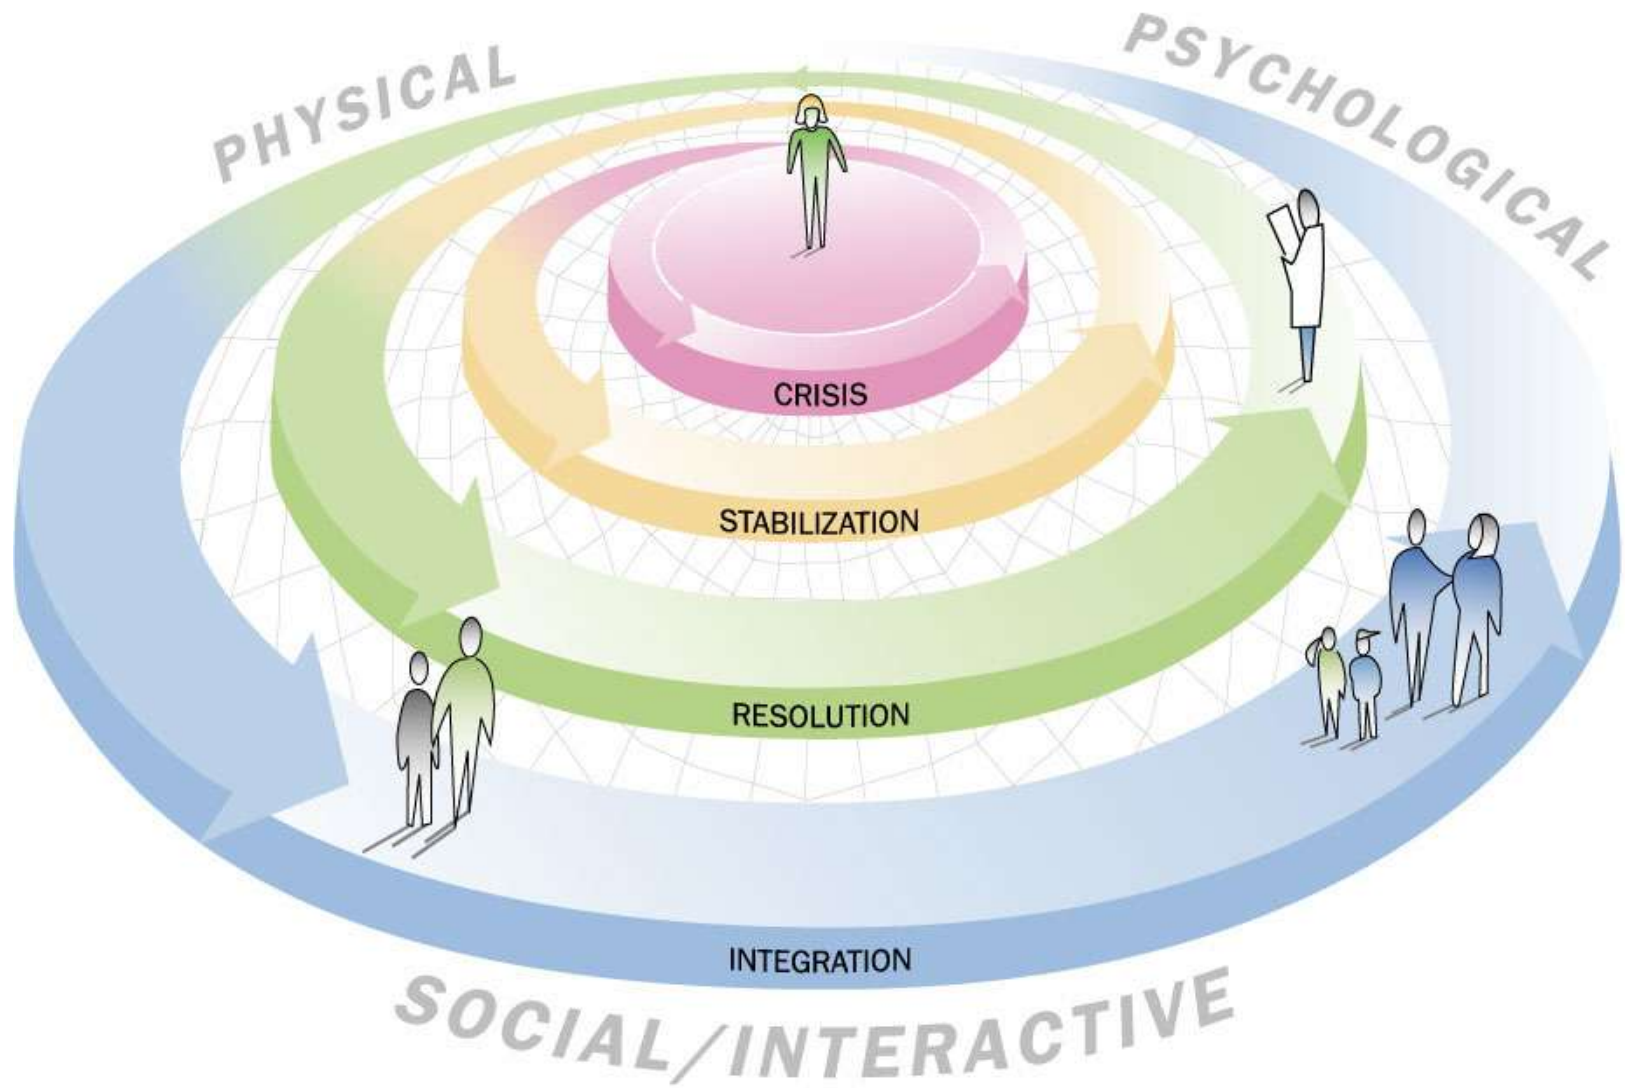 PHYSICAL
PSYCHOLOGICAL
CRISIS
STABILIZATION
RESOLUTION
INTEGRATION
SOCIAL/INTERACTIVE